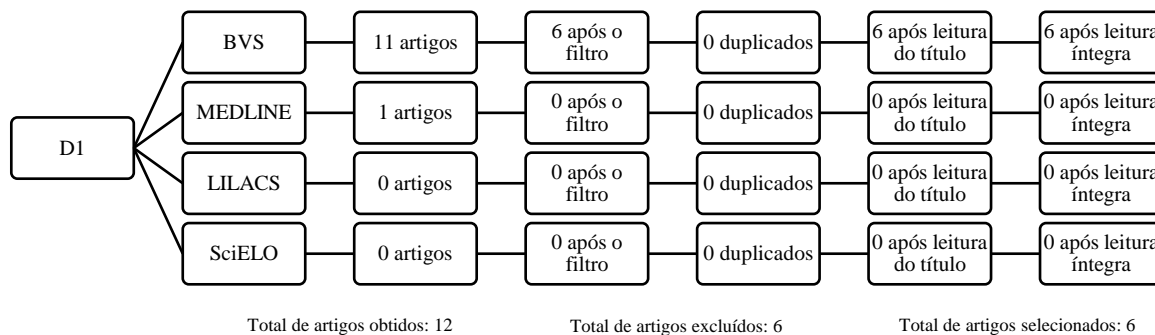 BVS
11 artigos
6 após o
filtro
0 duplicados
6 após leitura
do título
6 após leitura
íntegra
MEDLINE
1 artigos
0 após o
filtro
0 duplicados
0 após leitura
do título
0 após leitura
íntegra
D1
LILACS
0 artigos
0 após o
filtro
0 duplicados
0 após leitura
do título
0 após leitura
íntegra
SciELO
0 artigos
0 após o
filtro
0 duplicados
0 após leitura
do título
0 após leitura
íntegra
Total de artigos obtidos: 12
Total de artigos excluídos: 6
Total de artigos selecionados: 6